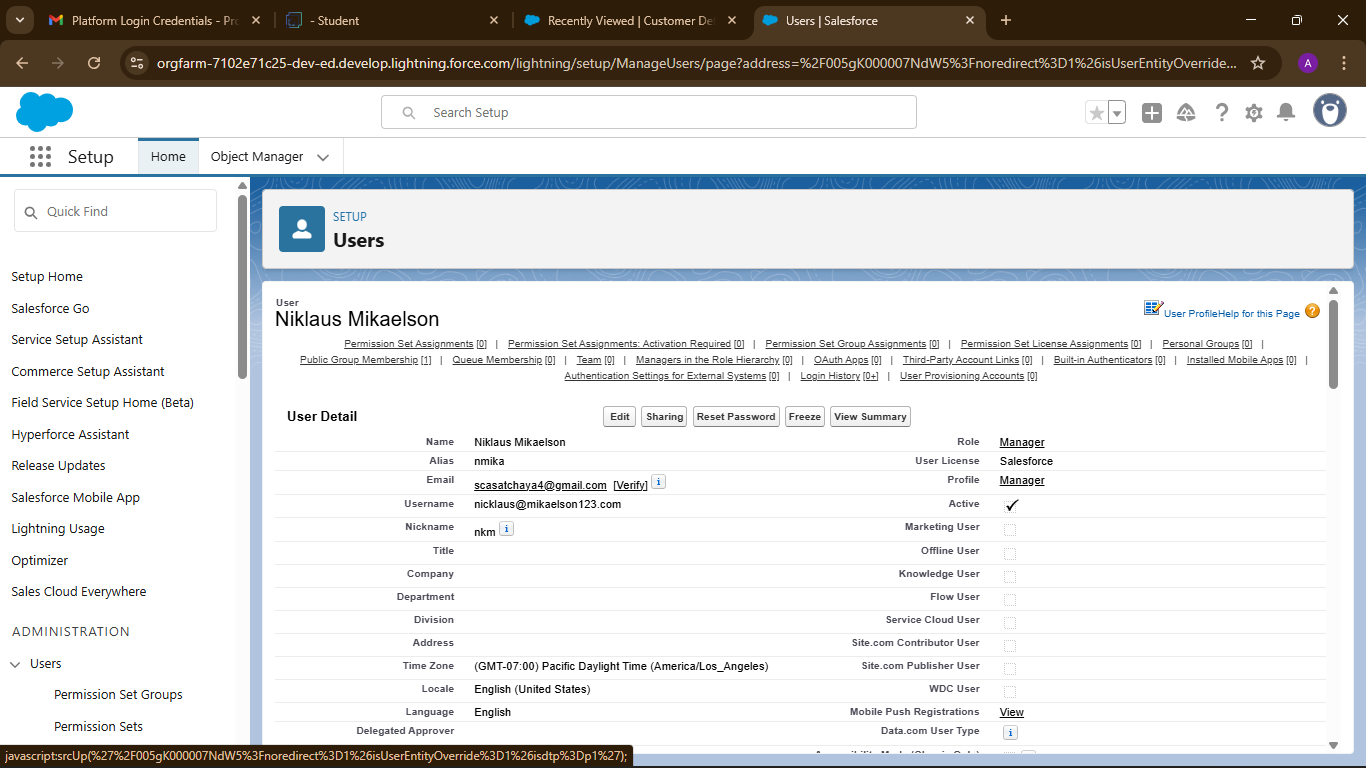 Platform Login Credentials - Pro
- Student
Recently Viewed | Customer De
Users | Salesforce
orgfarm-7102e71c25-dev-ed.develop.lightning.force.com/lightning/setup/ManageUsers/page?address=%2F005gK000007NdW5%3Fnoredirect%3D1%26isUserEntityOverride...
A
Search Setup
Setup
Home
Object Manager
Quick Find
Setup Home
Salesforce Go
Service Setup Assistant
Commerce Setup Assistant
Field Service Setup Home (Beta)
Hyperforce Assistant
Release Updates
Salesforce Mobile App
Lightning Usage
Optimizer
Sales Cloud Everywhere
ADMINISTRATION
Users
Permission Set Groups
Permission Sets
SETUP
Users
User
Niklaus Mikaelson
User Profile Help for this Page ?
Permission Set Assignments [0] | Permission Set Assignments: Activation Required [0] | Permission Set Group Assignments [0] | Permission Set License Assignments [0] | Personal Groups [0] |
Public Group Membership [1] | Queue Membership [0] | Team [0] | Managers in the Role Hierarchy [0] | OAuth Apps [0] | Third-Party Account Links [0] | Built-in Authenticators [0] | Installed Mobile Apps [0] |
Authentication Settings for External Systems [0] | Login History [0+] | User Provisioning Accounts [0]
User Detail Edit Sharing Reset Password Freeze View Summary
Name Niklaus Mikaelson Role Manager
Alias nmika User License Salesforce
Email scasatchaya4@gmail.com [Verify] i Profile Manager
Username nicklaus@mikaelson123.com Active
Nickname nkm i Marketing User
Title Offline User
Company Knowledge User
Department Flow User
Division Service Cloud User
Address Site.com Contributor User
Time Zone (GMT-07:00) Pacific Daylight Time (America/Los_Angeles) Site.com Publisher User
Locale English (United States) WDC User
Language English Mobile Push Registrations View
Delegated Approver Data.com User Type i
javascript:srcUp(%27%2F005gK000007NdW5%3Fnoredirect%3D1%26isUserEntityOverride%3D1%26isdtp%3Dp1%27);